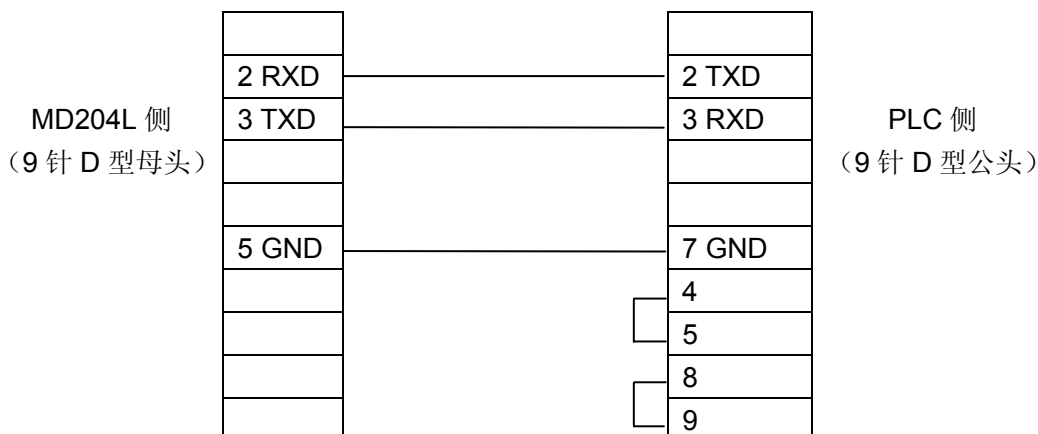 2 RXD
2 TXD
MD204L 侧
3 TXD
3 RXD
PLC 侧
（9 针 D 型母头）
（9 针 D 型公头）
5 GND
7 GND
4
5
8
9